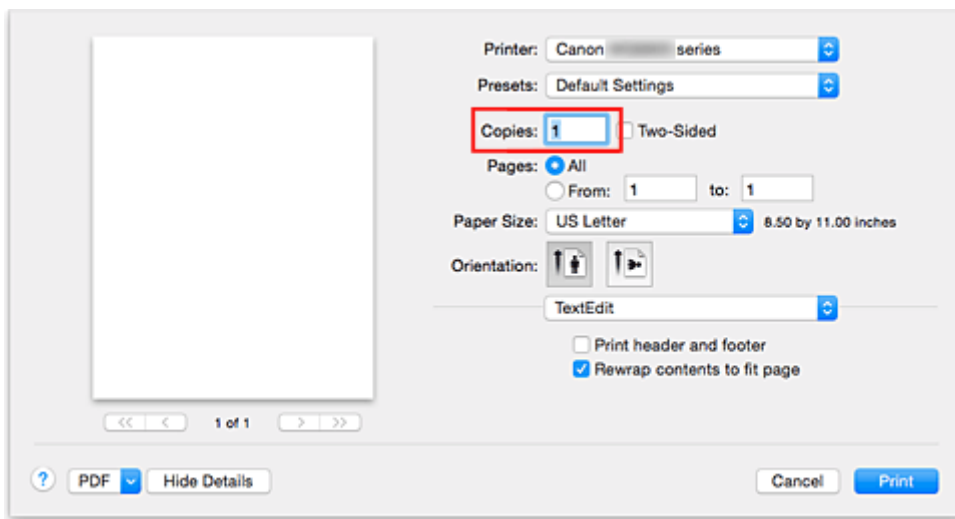 Printer: Canon series
Presets: Default Settings
Copies: 1 Two-Sided
Pages: All
From: 1 to: 1
Paper Size: US Letter 8.50 by 11.00 inches
Orientation:
TextEdit
Print header and footer
Rewrap contents to fit page
<< < 1 of 1 > >>
? PDF Hide Details Cancel Print